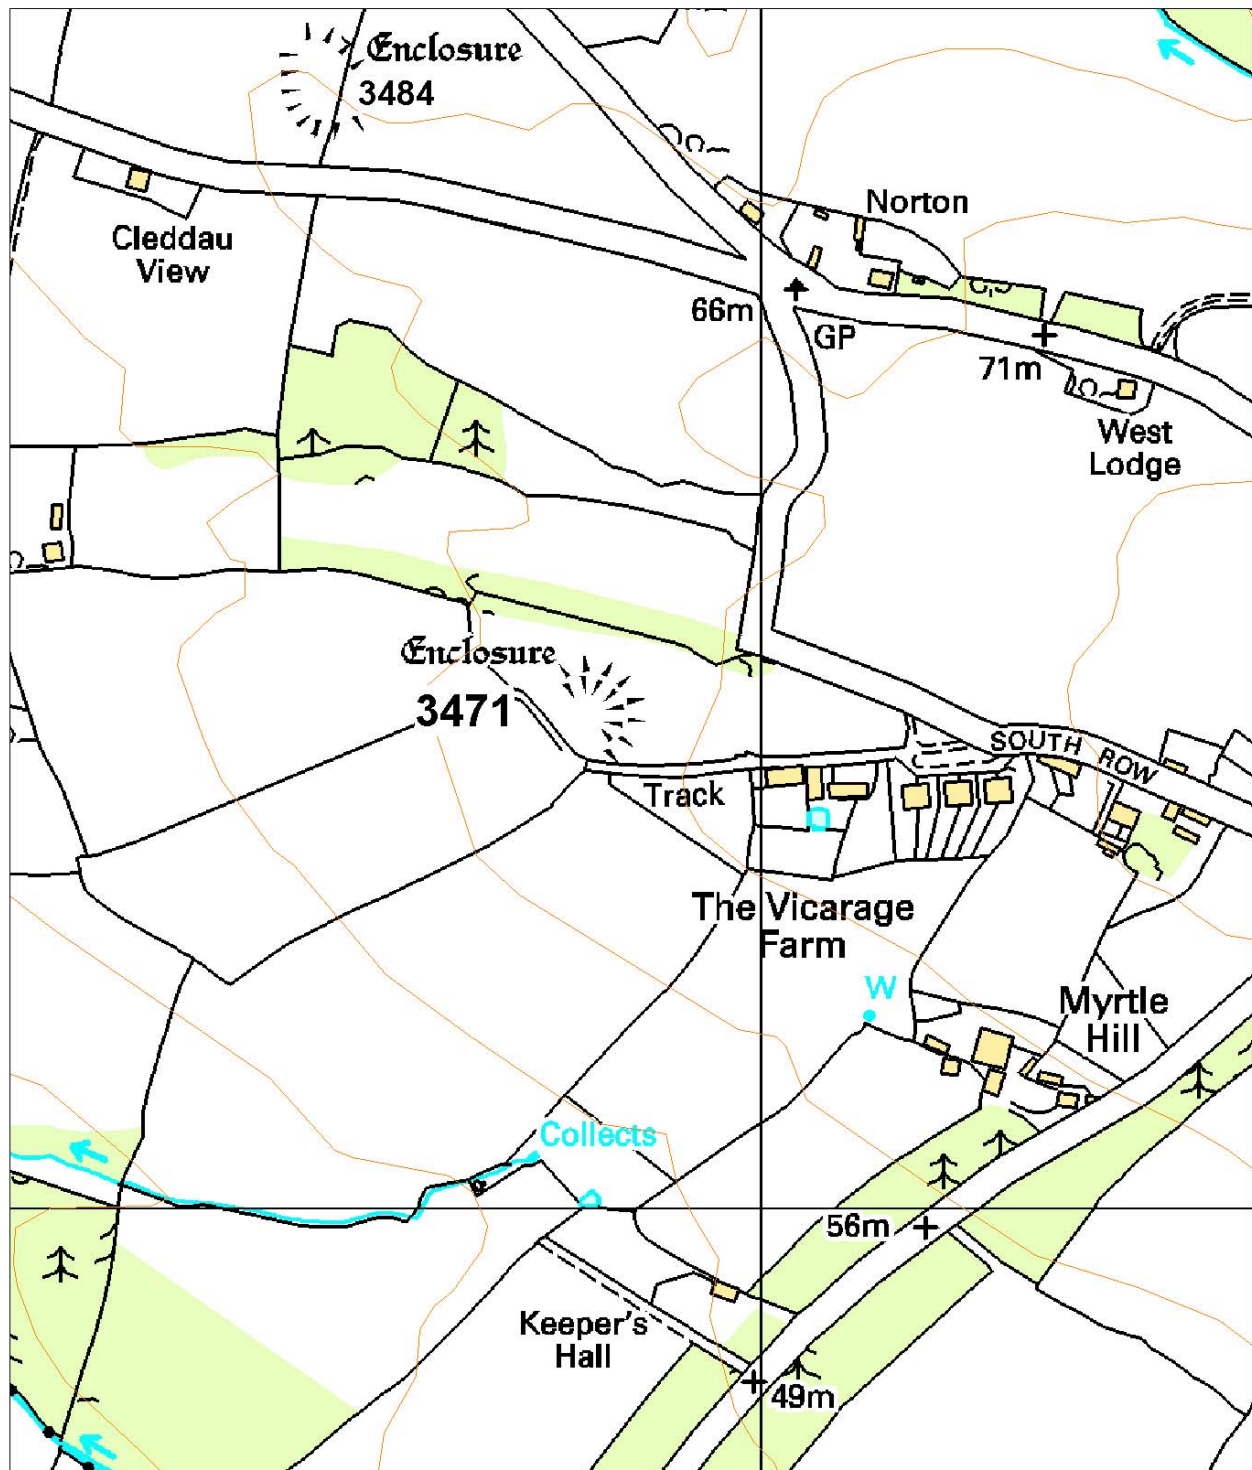 Enclosure
3484
Norton
Cleddau
View
66m
GP
71m
West
Lodge
Enclosure
3471
SOUTH ROW
Track
The Vicarage
Farm
W
Myrtle
Hill
Collects
56m
Keeper's
Hall
49m